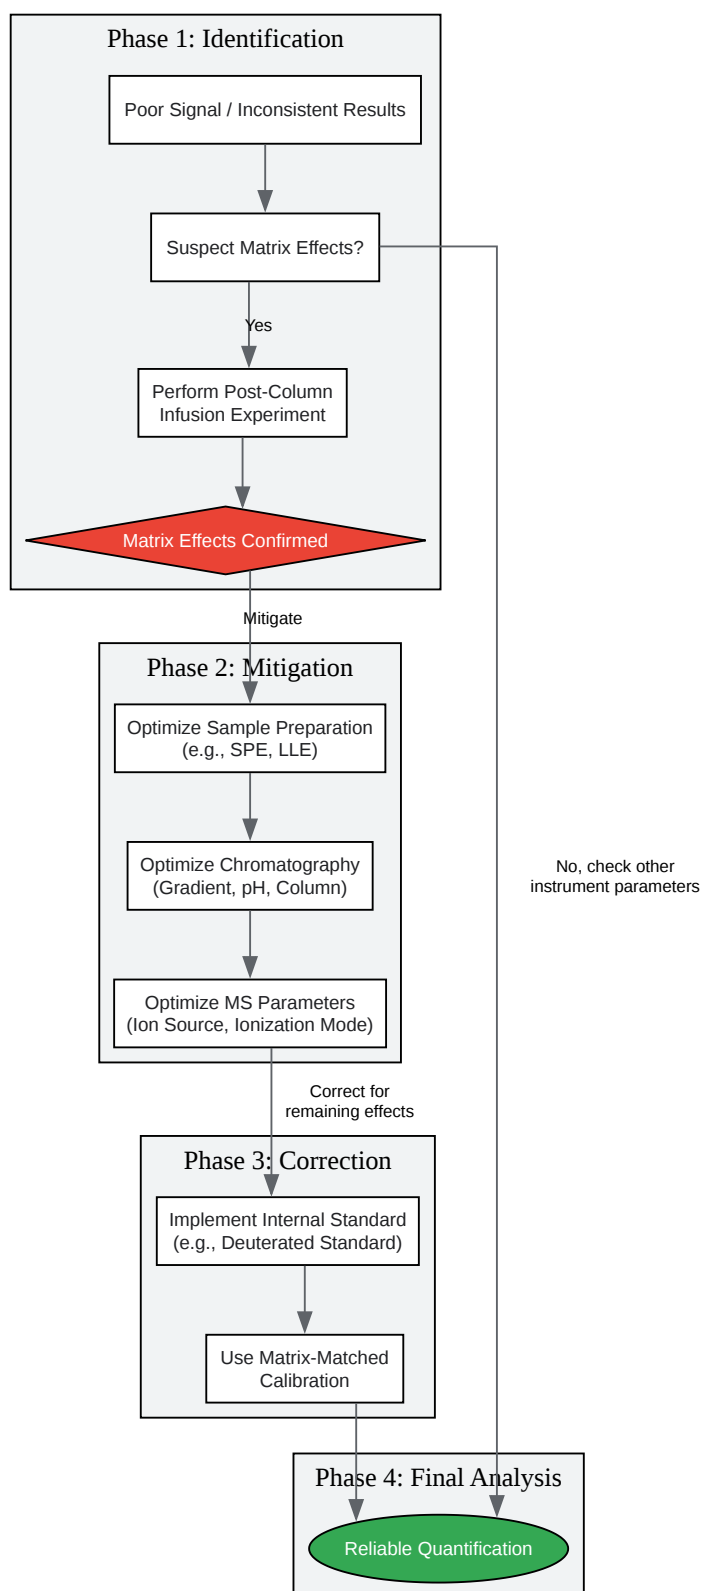 Phase 1: Identification
Poor Signal / Inconsistent Results
Suspect Matrix Effects?
Yes
Perform Post-Column
Infusion Experiment
Matrix Effects Confirmed
Mitigate
Phase 2: Mitigation
Optimize Sample Preparation
(e.g., SPE, LLE)
Optimize Chromatography
(Gradient, pH, Column)
No, check other
instrument parameters
Optimize MS Parameters
(Ion Source, Ionization Mode)
Correct for
remaining effects
Phase 3: Correction
Implement Internal Standard
(e.g., Deuterated Standard)
Use Matrix-Matched
Calibration
Phase 4: Final Analysis
Reliable Quantification